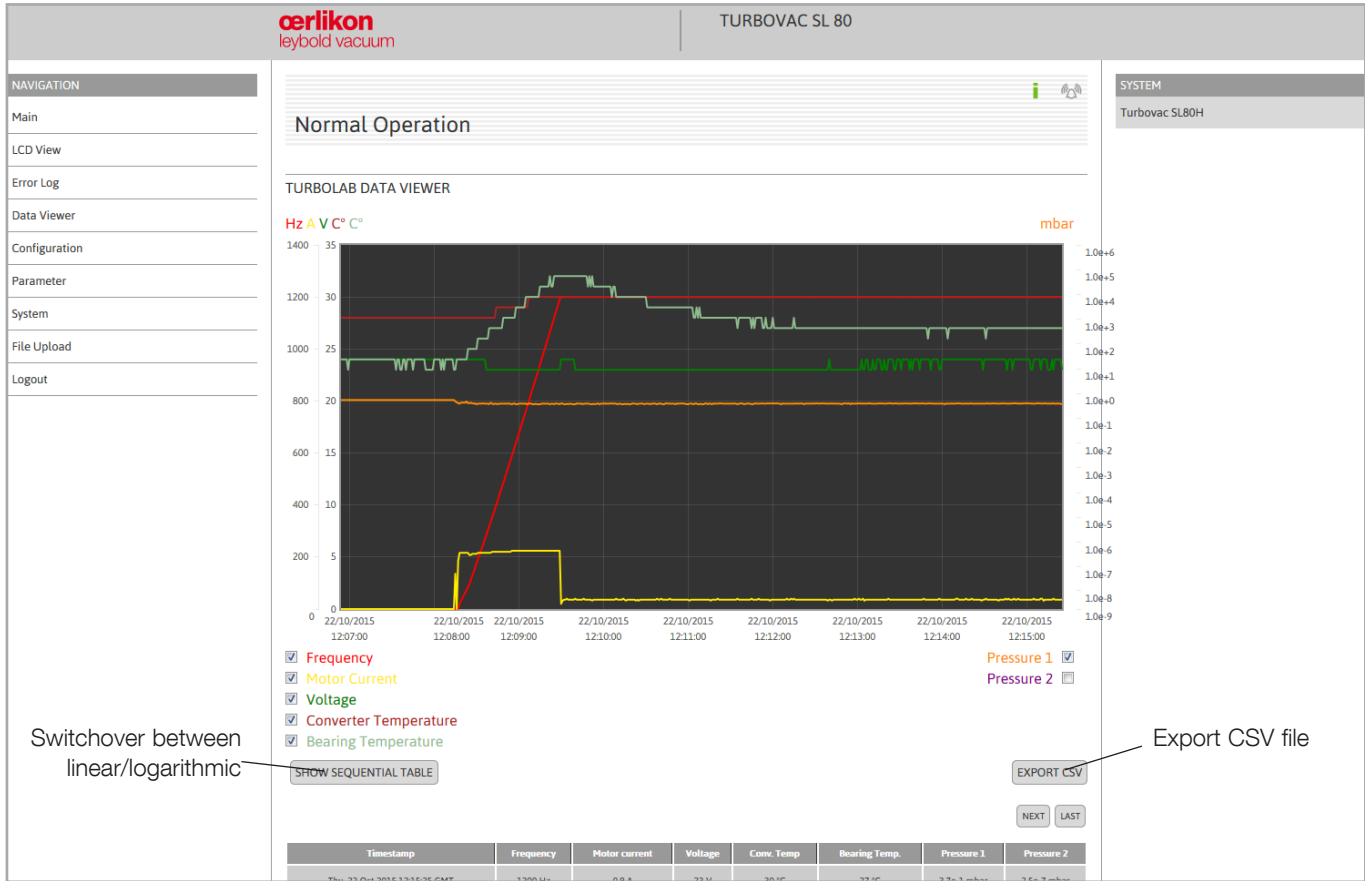 œrlikon
leybold vacuum
TURBOVAC SL 80
NAVIGATION
Main
LCD View
Error Log
Data Viewer
Configuration
Parameter
System
File Upload
Logout
Normal Operation
i
SYSTEM
Turbovac SL80H
TURBOLAB DATA VIEWER
Hz A V C° C°
mbar
1400 35
1200 30
1000 25
800 20
600 15
400 10
200 5
0 0
1.0e+6
1.0e+5
1.0e+4
1.0e+3
1.0e+2
1.0e+1
1.0e+0
1.0e-1
1.0e-2
1.0e-3
1.0e-4
1.0e-5
1.0e-6
1.0e-7
1.0e-8
1.0e-9
22/10/2015 22/10/2015 22/10/2015 22/10/2015 22/10/2015 22/10/2015 22/10/2015 22/10/2015 22/10/2015
12:07:00 12:08:00 12:09:00 12:10:00 12:11:00 12:12:00 12:13:00 12:14:00 12:15:00
Frequency
Motor Current
Voltage
Converter Temperature
Bearing Temperature
Pressure 1
Pressure 2
Switchover between
linear/logarithmic
SHOW SEQUENTIAL TABLE
Export CSV file
EXPORT CSV
NEXT LAST
Timestamp Frequency Motor current Voltage Conv. Temp Bearing Temp. Pressure 1 Pressure 2